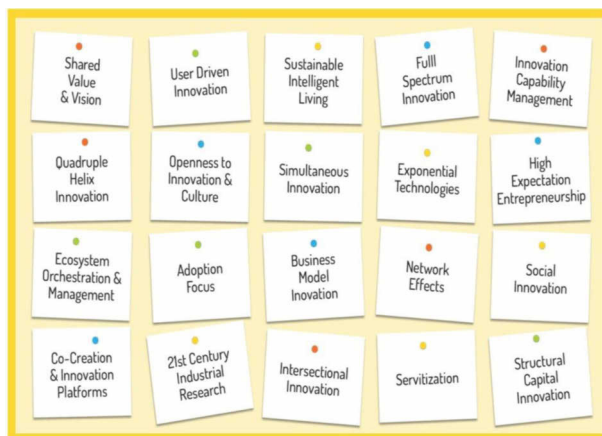 Shared
Value
& Vision
User Driven
Innovation
Sustainable
Intelligent
Living
Fulll
Spectrum
Innovation
Innovation
Capability
Management
Quadruple
Helix
Innovation
Openness to
Innovation &
Culture
Simultaneous
Innovation
Exponential
Technologies
High
Expectation
Entrepreneurship
Ecosystem
Orchestration &
Management
Adoption
Focus
Business
Model
Inovation
Network
Effects
Social
Innovation
Co-Creation
& Innovation
Platforms
21st Century
Industrial
Research
Intersectional
Innovation
Servitization
Structural
Capital
Innovation